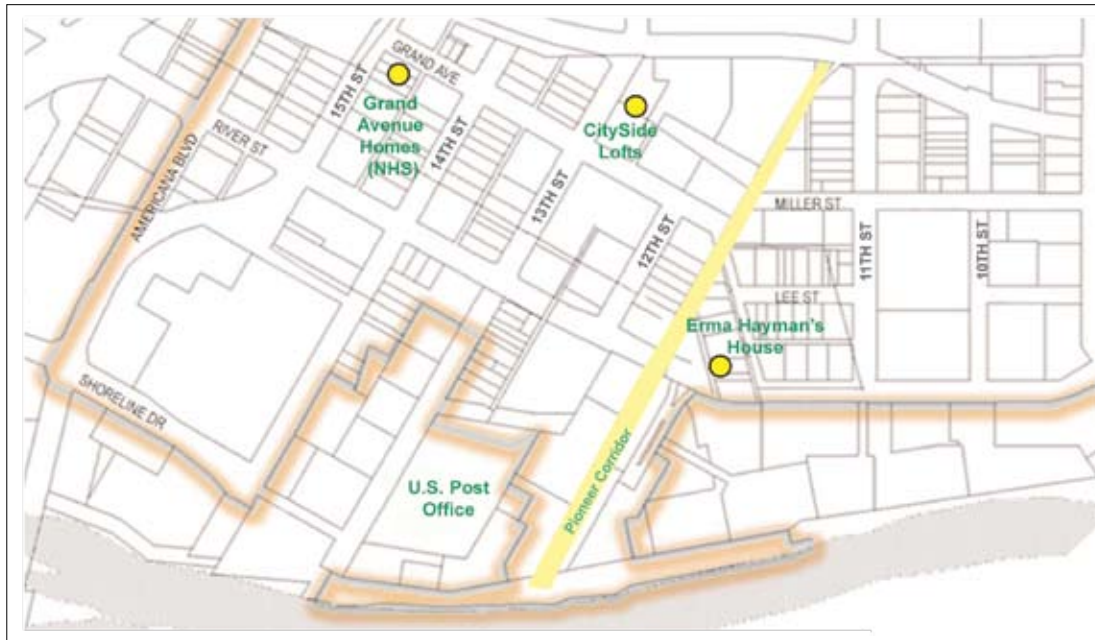 GRAND AVE
15TH ST
Grand
Avenue
Homes
(NHS)
CitySide
Lofts
RIVER ST
14TH ST
AMERICANA BLVD
13TH ST
MILLER ST
12TH ST
11TH ST
10TH ST
LEE ST
Erma Hayman's
House
SHORELINE DR
U.S. Post
Office
Pioneer Corridor